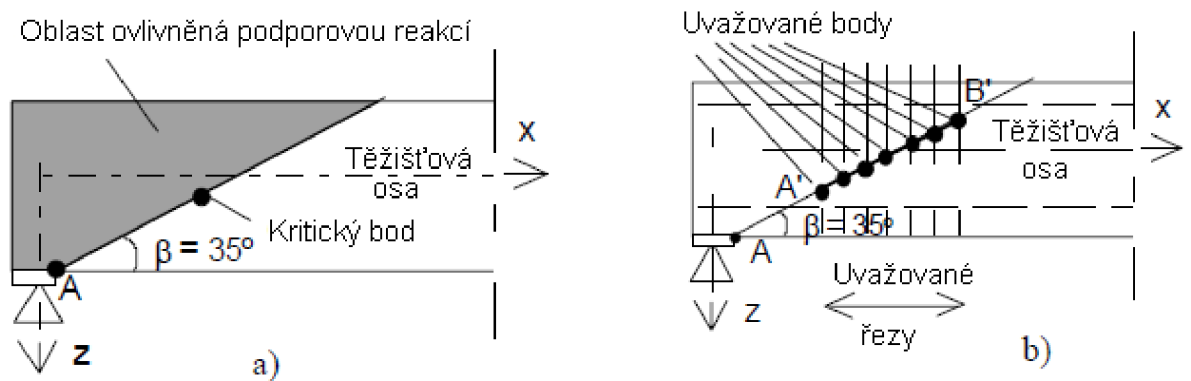 Oblast ovlivněná podporovou reakcí
x
Těžišťová
osa
Kritický bod
β = 35º
A
z
a)
Uvažované body
B'
x
Těžišťová
osa
A'
β = 35º
A
Uvažované
řezy
z
b)